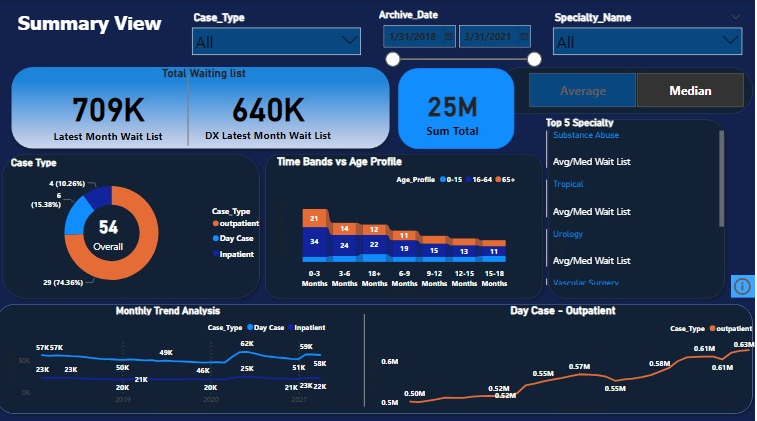 Summary View
Case_Type
All
Archive_Date
1/31/2018
3/31/2021
Specialty_Name
All
Total Waiting list
709K
Latest Month Wait List
640K
DX Latest Month Wait List
25M
Sum Total
Average
Median
Case Type
4 (10.26%)
6
(15.38%)
54
Overall
29 (74.36%)
Case_Type
outpatient
Day Case
Inpatient
Time Bands vs Age Profile
Age_Profile 0-15 16-64 65+
21 14 12 11
34 24 22 19 15 13 11
0-3 3-6 18+ 6-9 9-12 12-15 15-18
Months Months Months Months Months Months Months
Top 5 Specialty
Substance Abuse
Avg/Med Wait List
Tropical
Avg/Med Wait List
Urology
Avg/Med Wait List
Vascular Surgery
Monthly Trend Analysis
Case_Type Day Case Inpatient
57K 57K 50K 49K 46K 62K 51K 59K 58K
23K 23K 20K 21K 20K 25K 21K 23K 22K
50K
0K
2019 2020 2021
Day Case - Outpatient
Case_Type outpatient
0.6M
0.5M
0.50M 0.52M 0.52M 0.55M 0.57M 0.55M 0.58M 0.61M 0.61M 0.63M